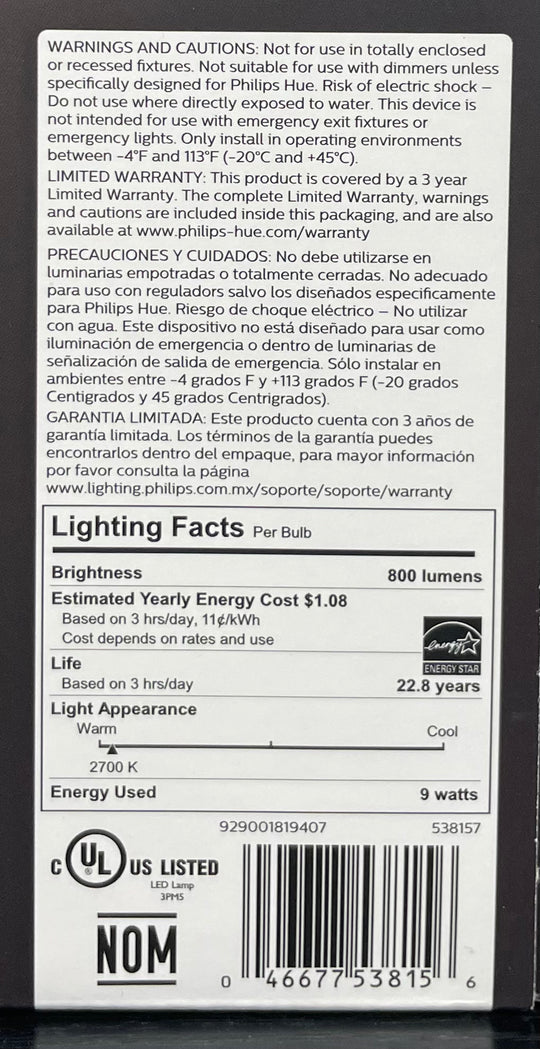 WARNINGS AND CAUTIONS: Not for use in totally enclosed
or recessed fixtures. Not suitable for use with dimmers unless
specifically designed for Philips Hue. Risk of electric shock –
Do not use where directly exposed to water. This device is
not intended for use with emergency exit fixtures or
emergency lights. Only install in operating environments
between -4°F and 113°F (-20°C and +45°C).
LIMITED WARRANTY: This product is covered by a 3 year
Limited Warranty. The complete Limited Warranty, warnings
and cautions are included inside this packaging, and are also
available at www.philips-hue.com/warranty
PRECAUCIONES Y CUIDADOS: No debe utilizarse en
luminarias empotradas o totalmente cerradas. No adecuado
para uso con reguladors salvo los diseñados especificamente
para Philips Hue. Riesgo de choque eléctrico – No utilizar
con agua. Este dispositivo no está diseñado para usar como
iluminación de emergencia o dentro de luminarias de
señalización de salida de emergencia. Sólo instalar en
ambientes entre -4 grados F y +113 grados F (-20 grados
Centigrados y 45 grados Centrigrados).
GARANTIA LIMITADA: Este producto cuenta con 3 años de
garantía limitada. Los términos de la garantía puedes
encontrarlos dentro del empaque, para mayor información
por favor consulta la página
www.lighting.philips.com.mx/soporte/soporte/warranty
Lighting Facts Per Bulb
Brightness 800 lumens
Estimated Yearly Energy Cost $1.08
Based on 3 hrs/day, 11¢/kWh
Cost depends on rates and use
energy
ENERGY STAR
Life
Based on 3 hrs/day 22.8 years
Light Appearance
Warm Cool
2700 K
Energy Used 9 watts
929001819407 538157
C UL ® US LISTED
LED Lamp
3PM5
NOM
0 46677 53815 6